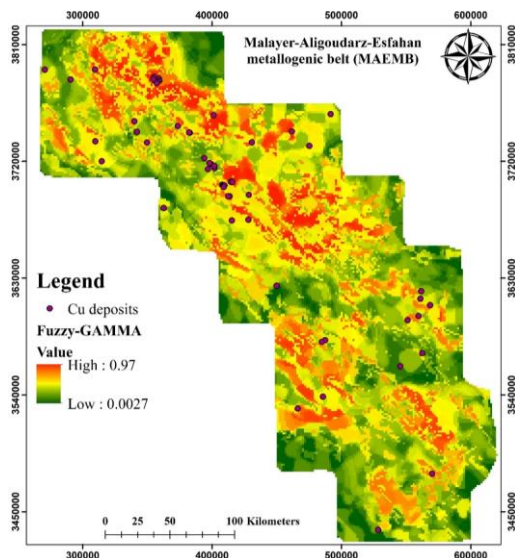 300000 400000 500000 600000
Malayer-Aligoudarz-Esfahan
metallogenic belt (MAEMB)
3810000 3810000
3720000 3720000
3630000 3630000
3540000 3540000
3450000 3450000
Legend
Cu deposits
Fuzzy-GAMMA
Value
High : 0.97
Low : 0.0027
0 25 50 100 Kilometers
300000 400000 500000 600000